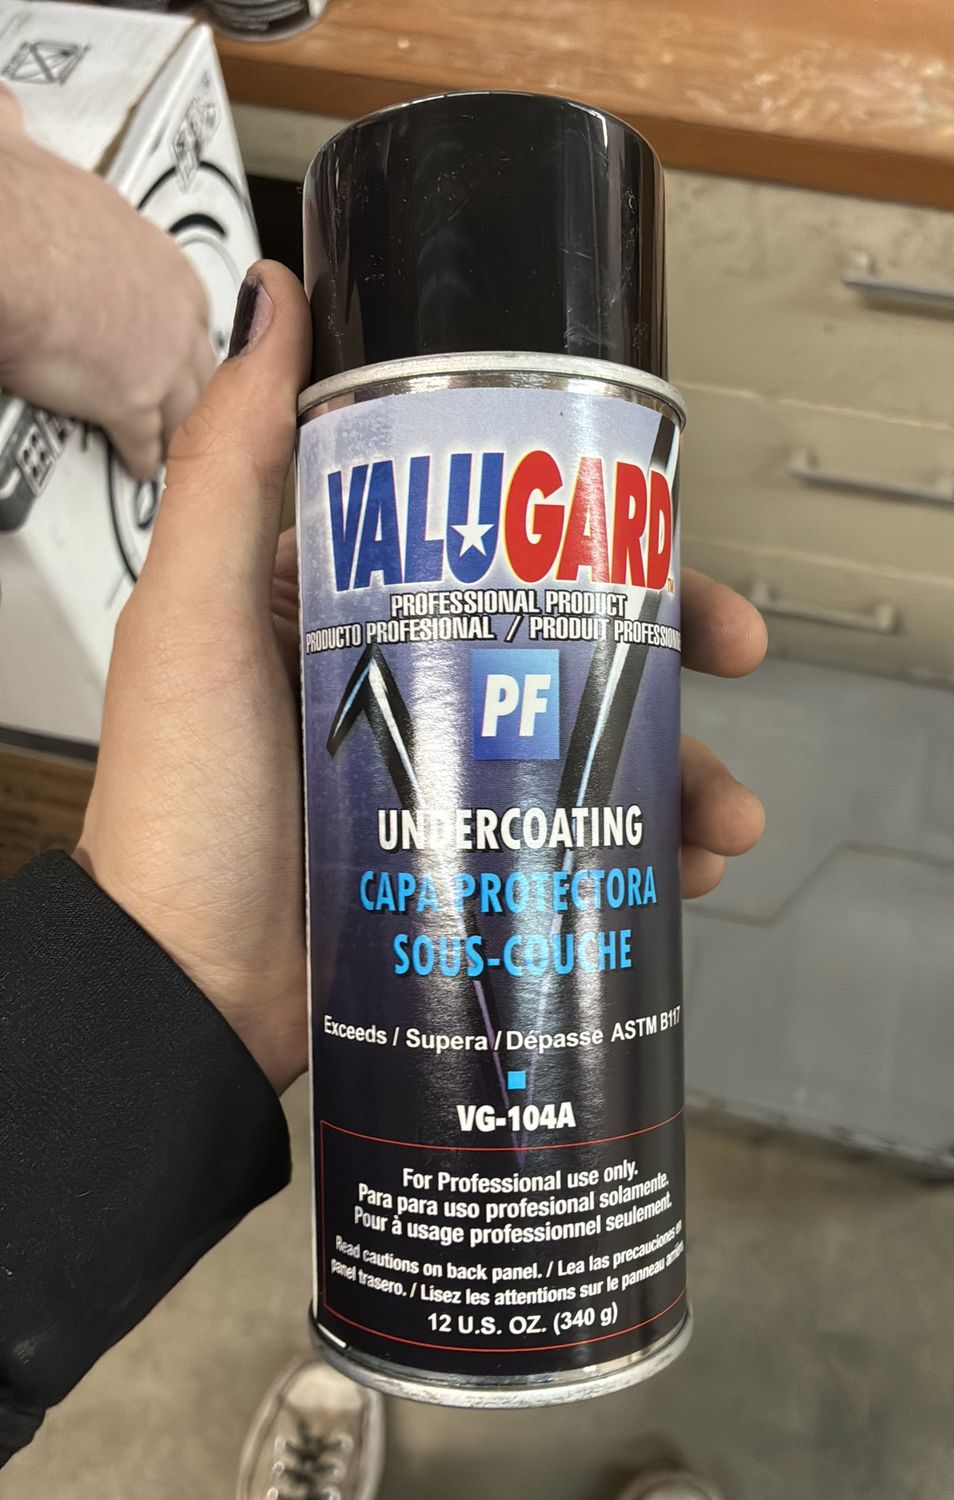 VALUGARD™
PROFESSIONAL PRODUCT
PRODUCTO PROFESIONAL / PRODUIT
PF
UNDERCOATING
CAPA PROTECTORA
SOUS-COUCHE
Exceeds / Supera / Dépasse ASTM B117
VG-104A
For Professional use only.
Para para uso profesional solamente.
Pour à usage professionnel seulement.
Read cautions on back panel. / Lea las precauciones en
panel trasero. / Lisez les attentions sur le panneau
12 U.S. OZ. (340 g)